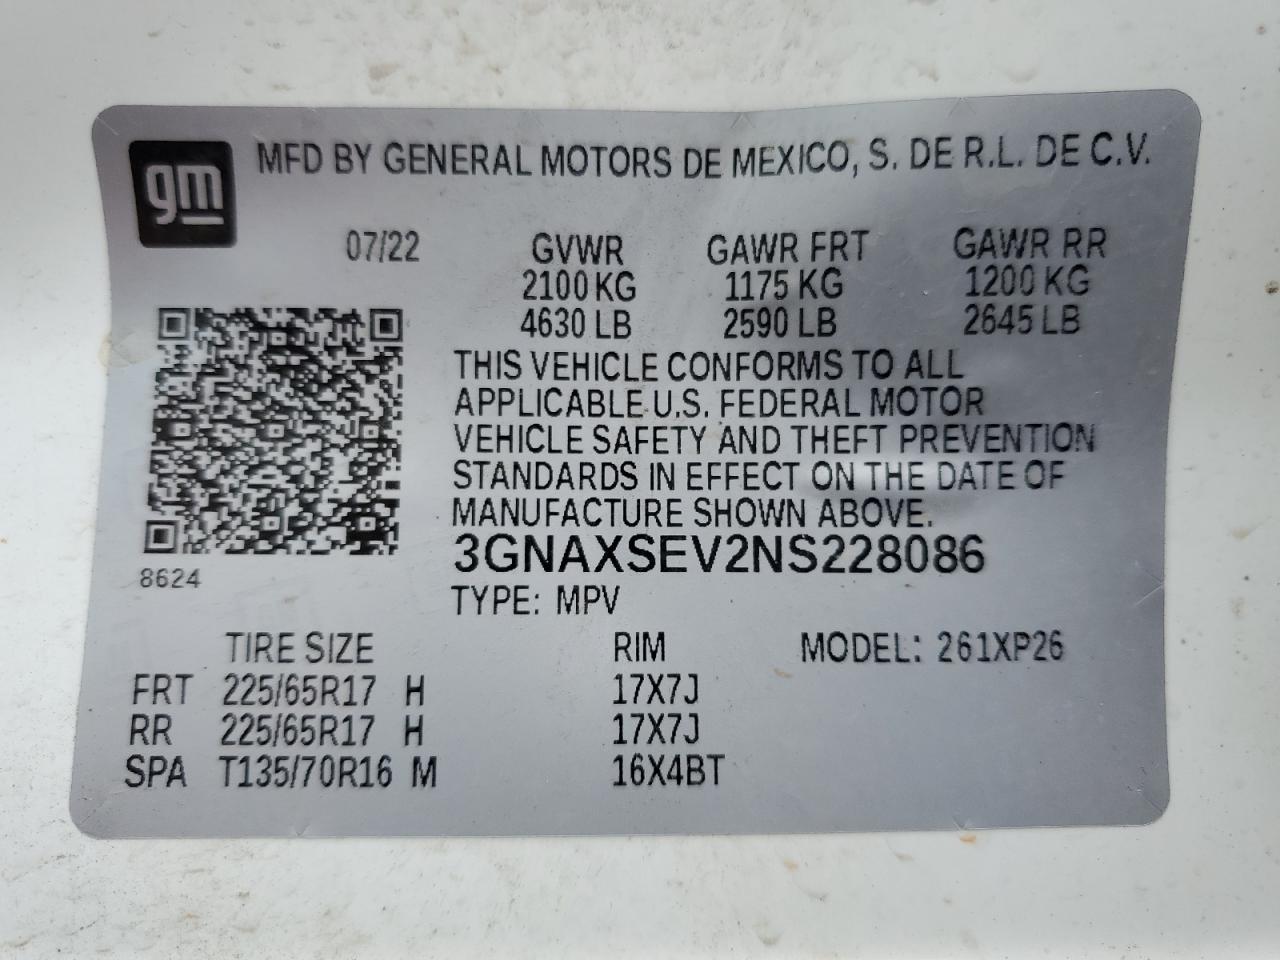 gm
MFD BY GENERAL MOTORS DE MEXICO, S. DE R.L. DE C.V.
07/22 GVWR GAWR FRT GAWR RR
2100 KG 1175 KG 1200 KG
4630 LB 2590 LB 2645 LB
THIS VEHICLE CONFORMS TO ALL
APPLICABLE U.S. FEDERAL MOTOR
VEHICLE SAFETY AND THEFT PREVENTION
STANDARDS IN EFFECT ON THE DATE OF
MANUFACTURE SHOWN ABOVE.
3GNAXSEV2NS228086
8624
TYPE: MPV
TIRE SIZE RIM MODEL: 261XP26
FRT 225/65R17 H 17X7J
RR 225/65R17 H 17X7J
SPA T135/70R16 M 16X4BT